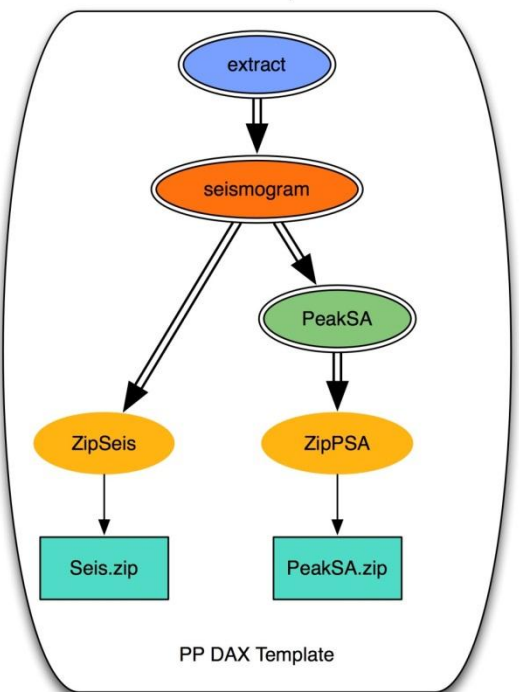 extract
seismogram
PeakSA
ZipSeis
ZipPSA
Seis.zip
PeakSA.zip
PP DAX Template